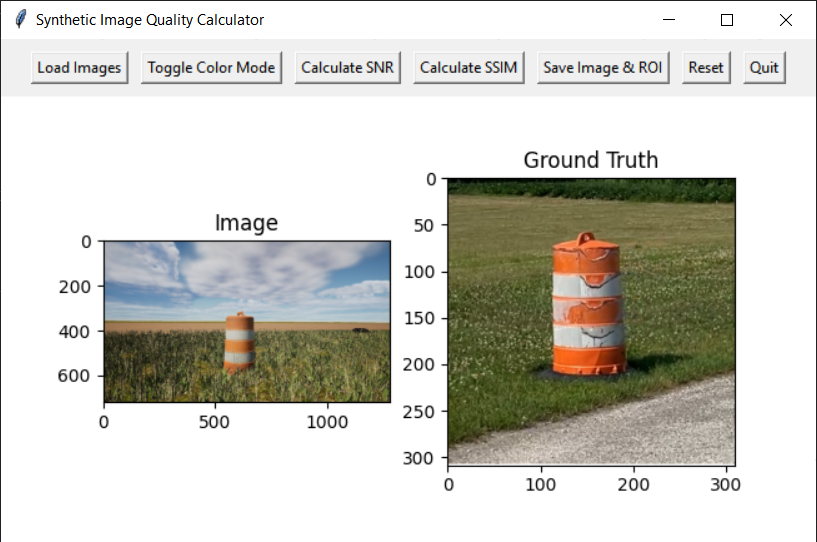 Synthetic Image Quality Calculator
Load Images
Toggle Color Mode
Calculate SNR
Calculate SSIM
Save Image & ROI
Reset
Quit
Image
0
200
400
600
0
500
1000
Ground Truth
0
50
100
150
200
250
300
0
100
200
300